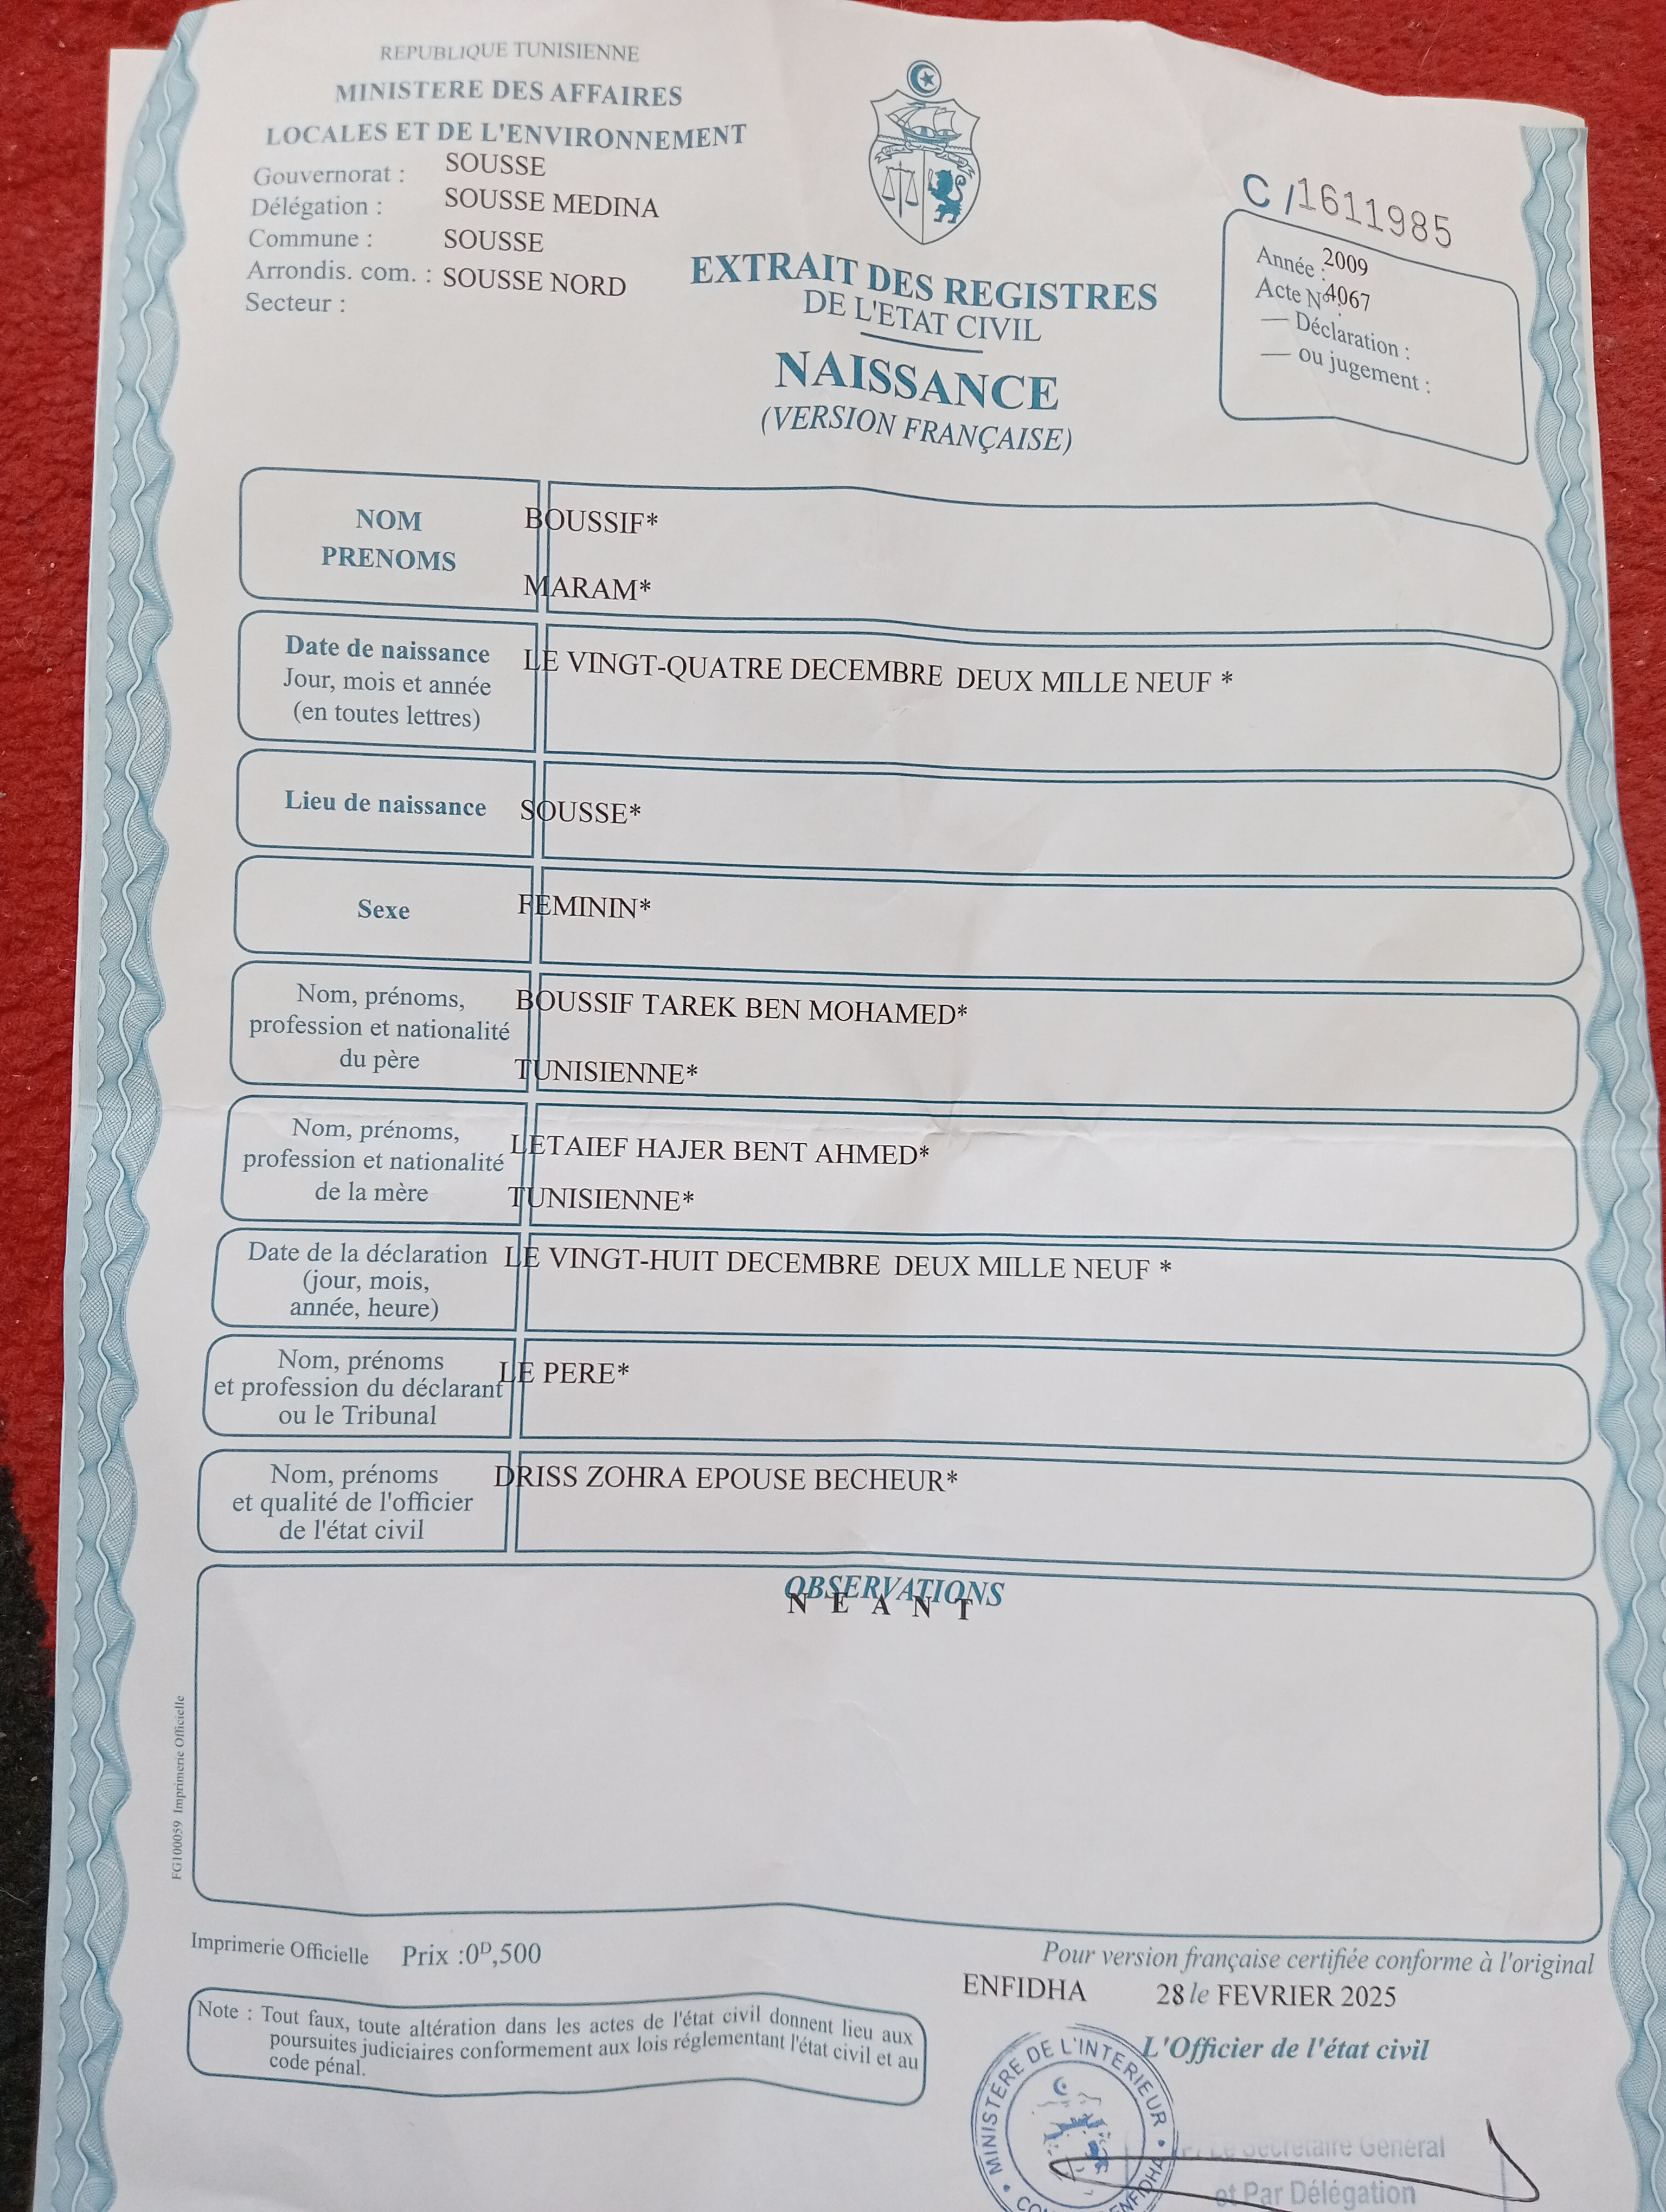 REPUBLIQUE TUNISIENNE
MINISTERE DES AFFAIRES
LOCALES ET DE L'ENVIRONNEMENT
Gouvernorat : SOUSSE
Délégation : SOUSSE MEDINA
Commune : SOUSSE
Arrondis. com. : SOUSSE NORD
Secteur :
EXTRAIT DES REGISTRES
DE L'ETAT CIVIL
NAISSANCE
(VERSION FRANÇAISE)
C/1611985
Année : 2009
Acte N° 4067
— Déclaration :
— ou jugement :
NOM BOUSSIF*
PRENOMS MARAM*
Date de naissance LE VINGT-QUATRE DECEMBRE DEUX MILLE NEUF *
Jour, mois et année
(en toutes lettres)
Lieu de naissance SOUSSE*
Sexe FEMININ*
Nom, prénoms, BOUSSIF TAREK BEN MOHAMED*
profession et nationalité
du père TUNISIENNE*
Nom, prénoms, LETAIEF HAJER BENT AHMED*
profession et nationalité
de la mère TUNISIENNE*
Date de la déclaration LE VINGT-HUIT DECEMBRE DEUX MILLE NEUF *
(jour, mois,
année, heure)
Nom, prénoms LE PERE*
et profession du déclarant
ou le Tribunal
Nom, prénoms DRISS ZOHRA EPOUSE BECHEUR*
et qualité de l'officier
de l'état civil
OBSERVATIONS
N E A N T
FG100059 Imprimerie Officielle
Imprimerie Officielle Prix :0D,500
Pour version française certifiée conforme à l'original
ENFIDHA 28 le FEVRIER 2025
L'Officier de l'état civil
Note : Tout faux, toute altération dans les actes de l'état civil donnent lieu aux
poursuites judiciaires conformement aux lois réglementant l'état civil et au
code pénal.
MINISTÈRE DE L'INTERIEUR
ENFIDHA
Le Secretaire General
et Par Délégation